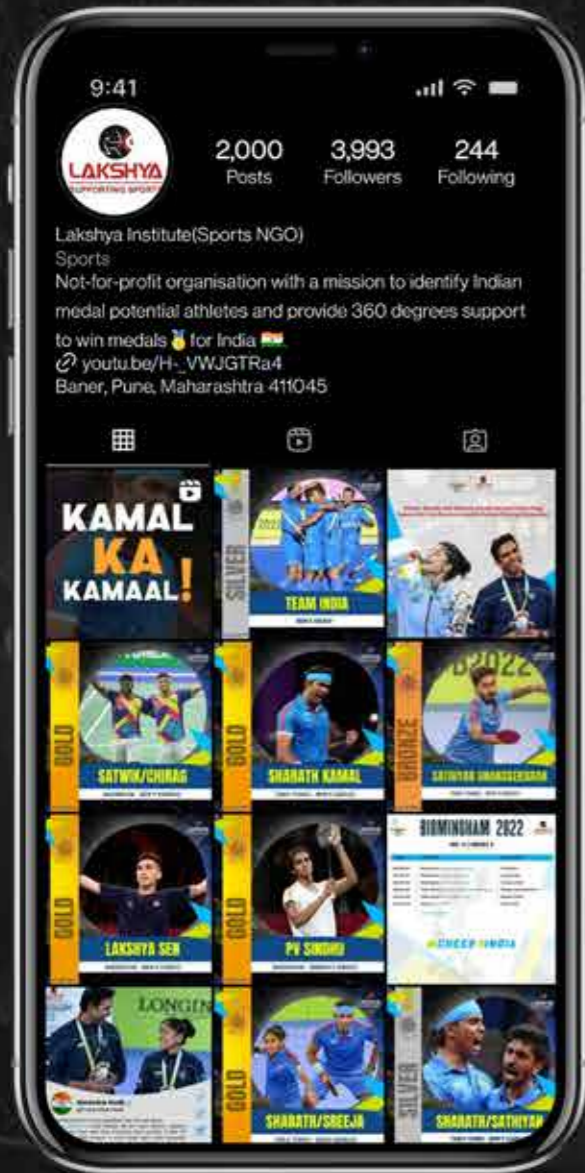 9:41
LAKSHYA
SUPPORTING SPORTS
2,000
Posts
3,993
Followers
244
Following
Lakshya Institute(Sports NGO)
Sports
Not-for-profit organisation with a mission to identify Indian
medal potential athletes and provide 360 degrees support
to win medals🏅for India 🇮🇳
youtu.be/H-_VWJGTRa4
Baner, Pune, Maharashtra 411045
KAMAL
KA
KAMAAL!
SILVER
2022
TEAM INDIA
GOLD
SATWIK/CHIRAG
GOLD
SHARATH KAMAL
B2022
BRONZE
SATHIYAN GNANASEKARAN
GOLD
LAKSHYA SEN
GOLD
PV SINDHU
BIRMINGHAM 2022
#CHEER4INDIA
LONGIN
GOLD
SHARATH/SREEJA
SILVER
SHARATH/SATHIYAN